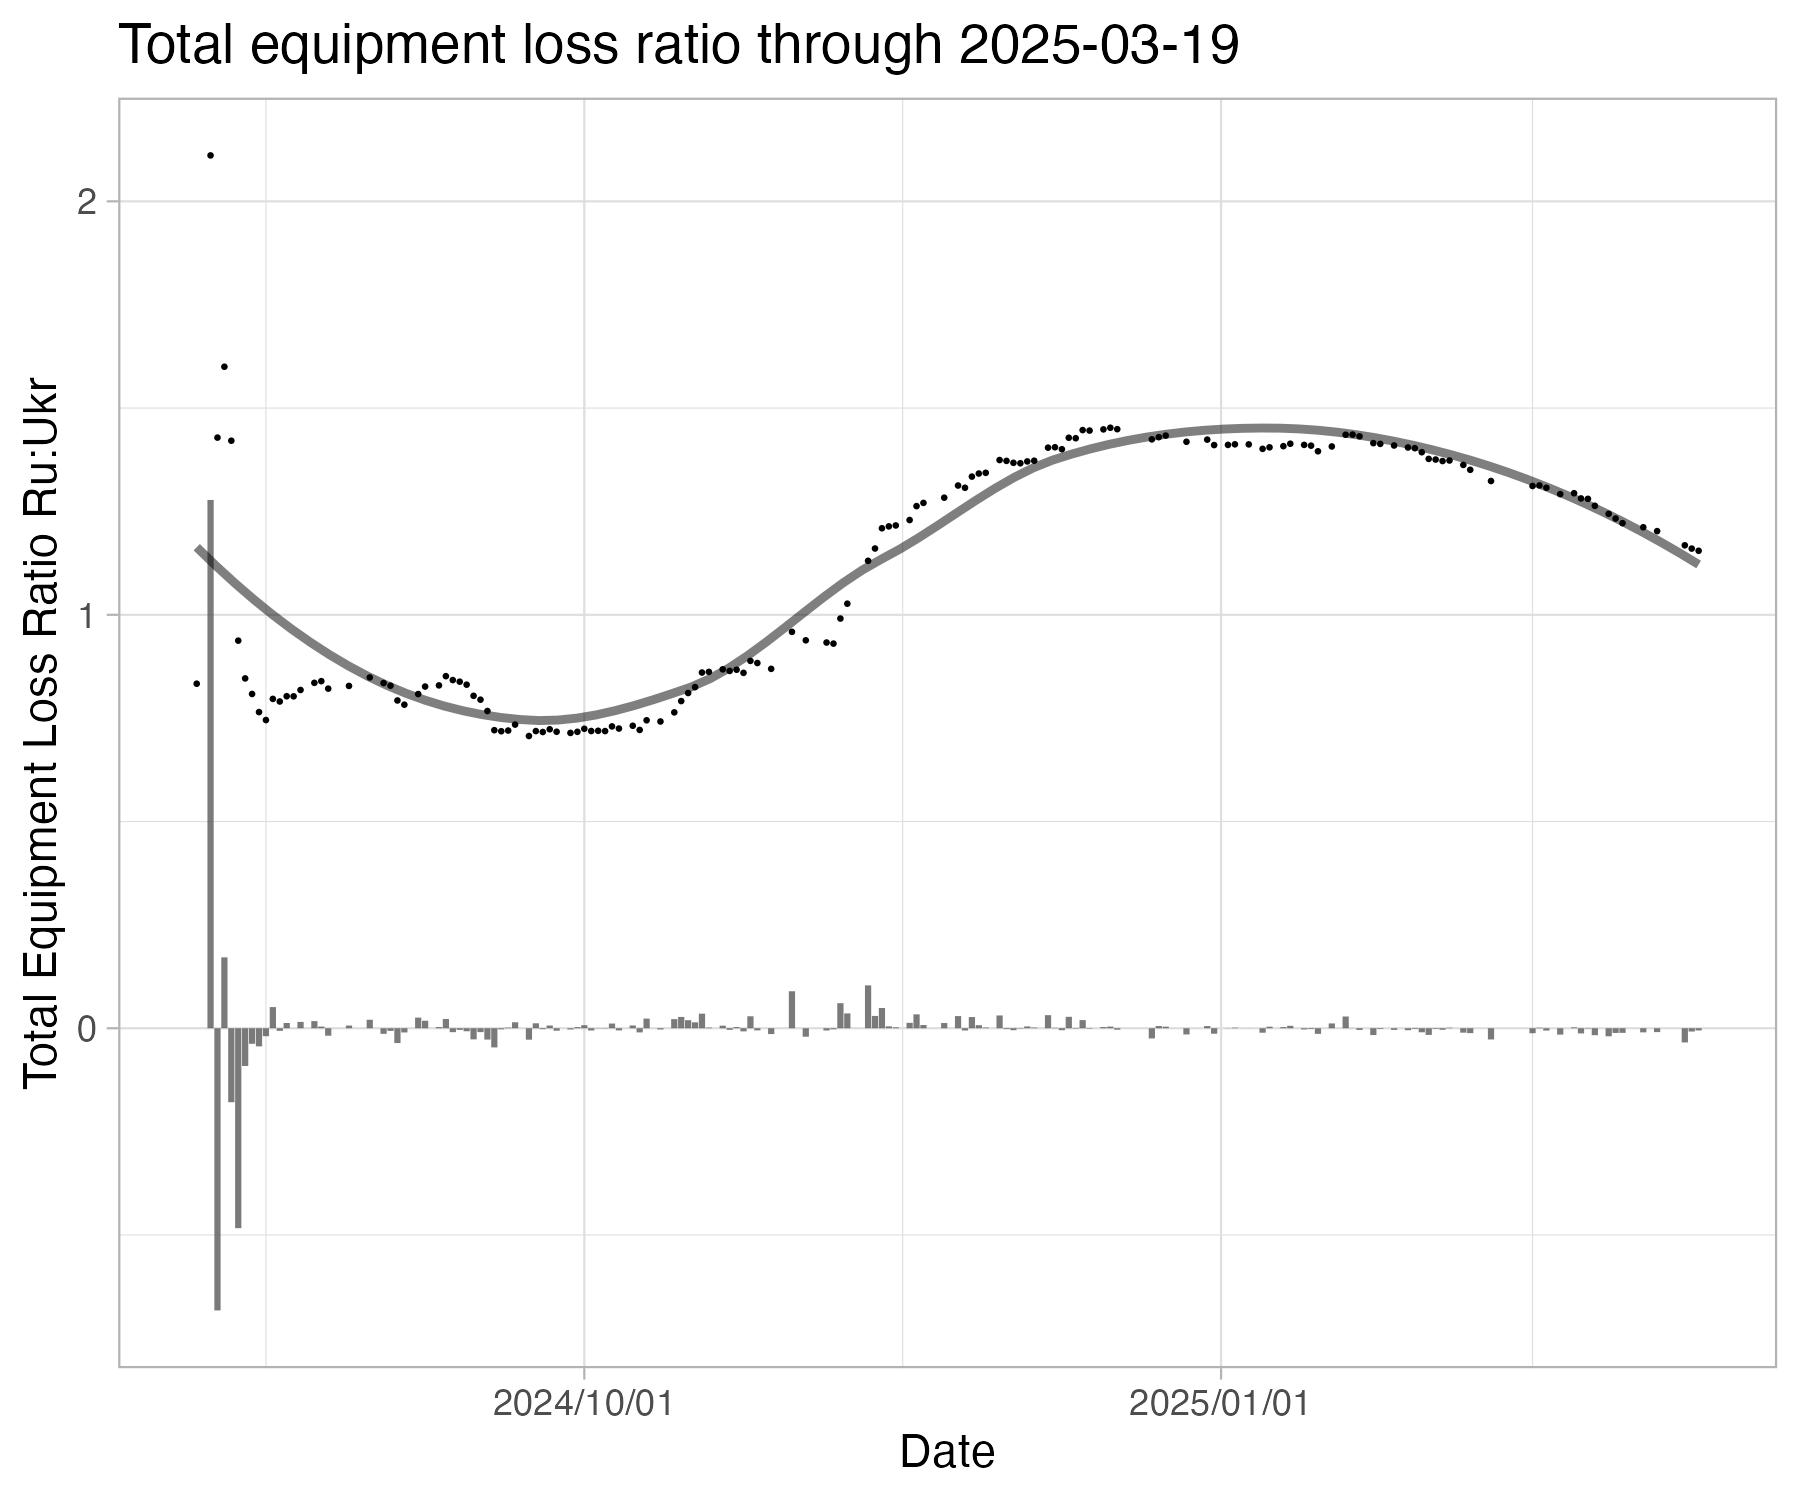 Total equipment loss ratio through 2025-03-19
Total Equipment Loss Ratio Ru:Ukr
2
1
0
2024/10/01
2025/01/01
Date